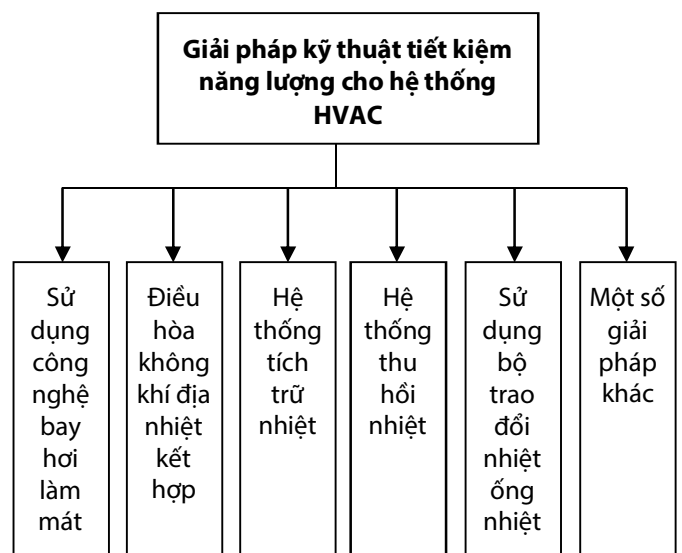 Giải pháp kỹ thuật tiết kiệm
năng lượng cho hệ thống
HVAC
Sử
dụng
công
nghệ
bay
hơi
làm
mát
Điều
hòa
không
khí địa
nhiệt
kết
hợp
Hệ
thống
tích
trữ
nhiệt
Hệ
thống
thu
hồi
nhiệt
Sử
dụng
bộ
trao
đổi
nhiệt
ống
nhiệt
Một số
giải
pháp
khác